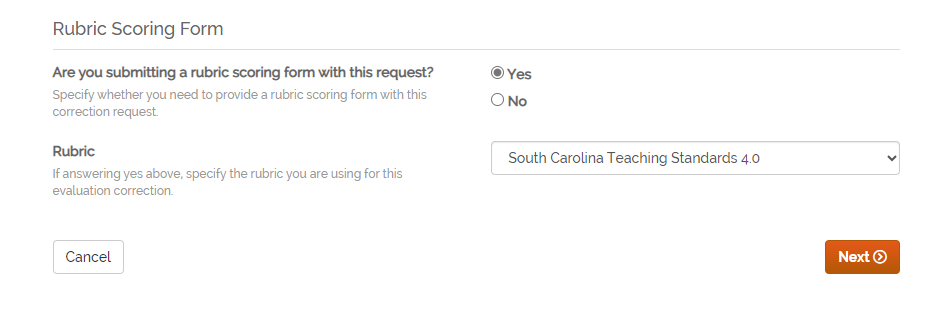 Rubric Scoring Form
Are you submitting a rubric scoring form with this request?
Yes
Specify whether you need to provide a rubric scoring form with this
correction request.
No
Rubric
South Carolina Teaching Standards 4.0
If answering yes above, specify the rubric you are using for this
evaluation correction.
Cancel
Next